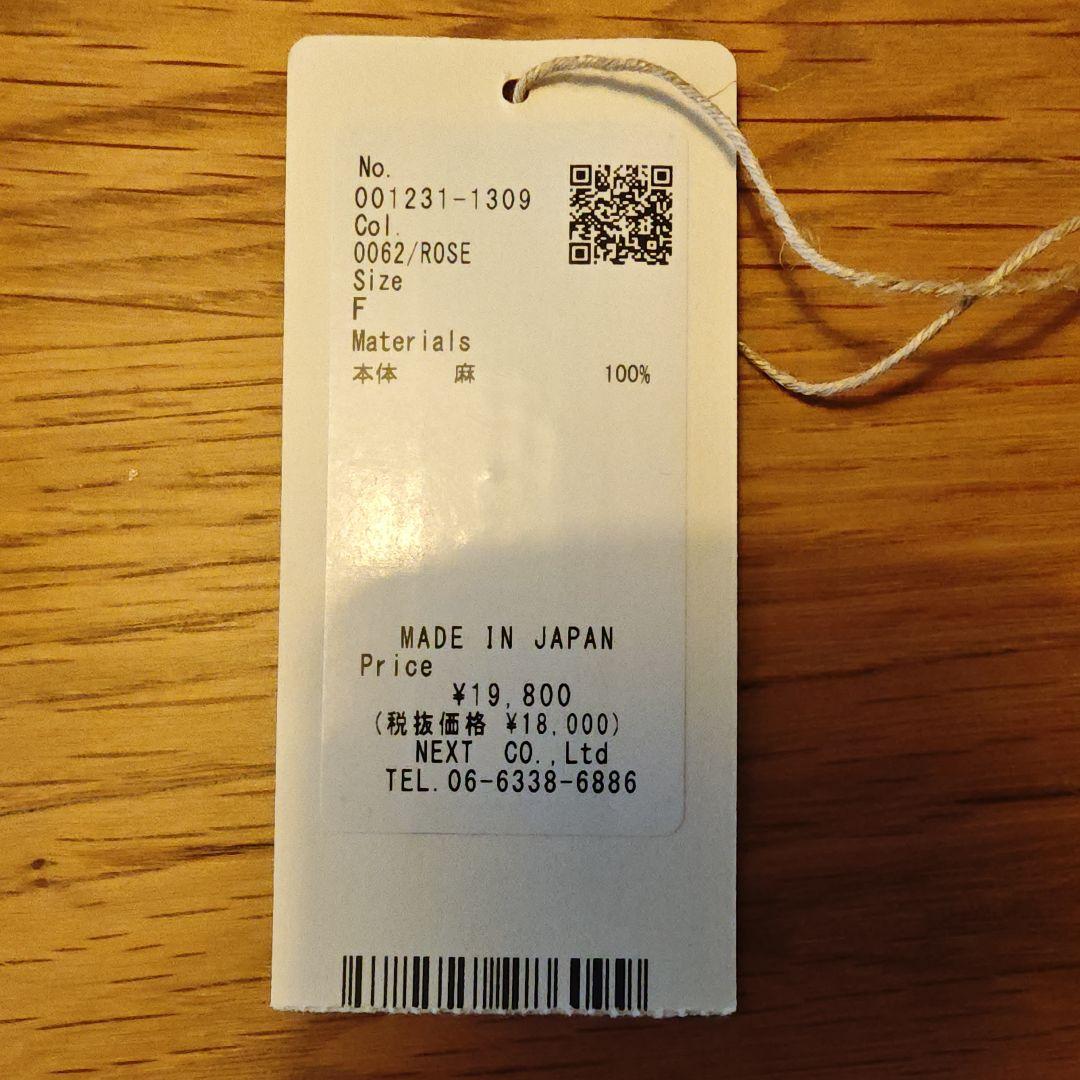 No.
001231-1309
Col.
0062/ROSE
Size
F
Materials
本体 麻 100%
MADE IN JAPAN
Price
¥19,800
(税抜価格 ¥18,000)
NEXT CO.,Ltd
TEL.06-6338-6886